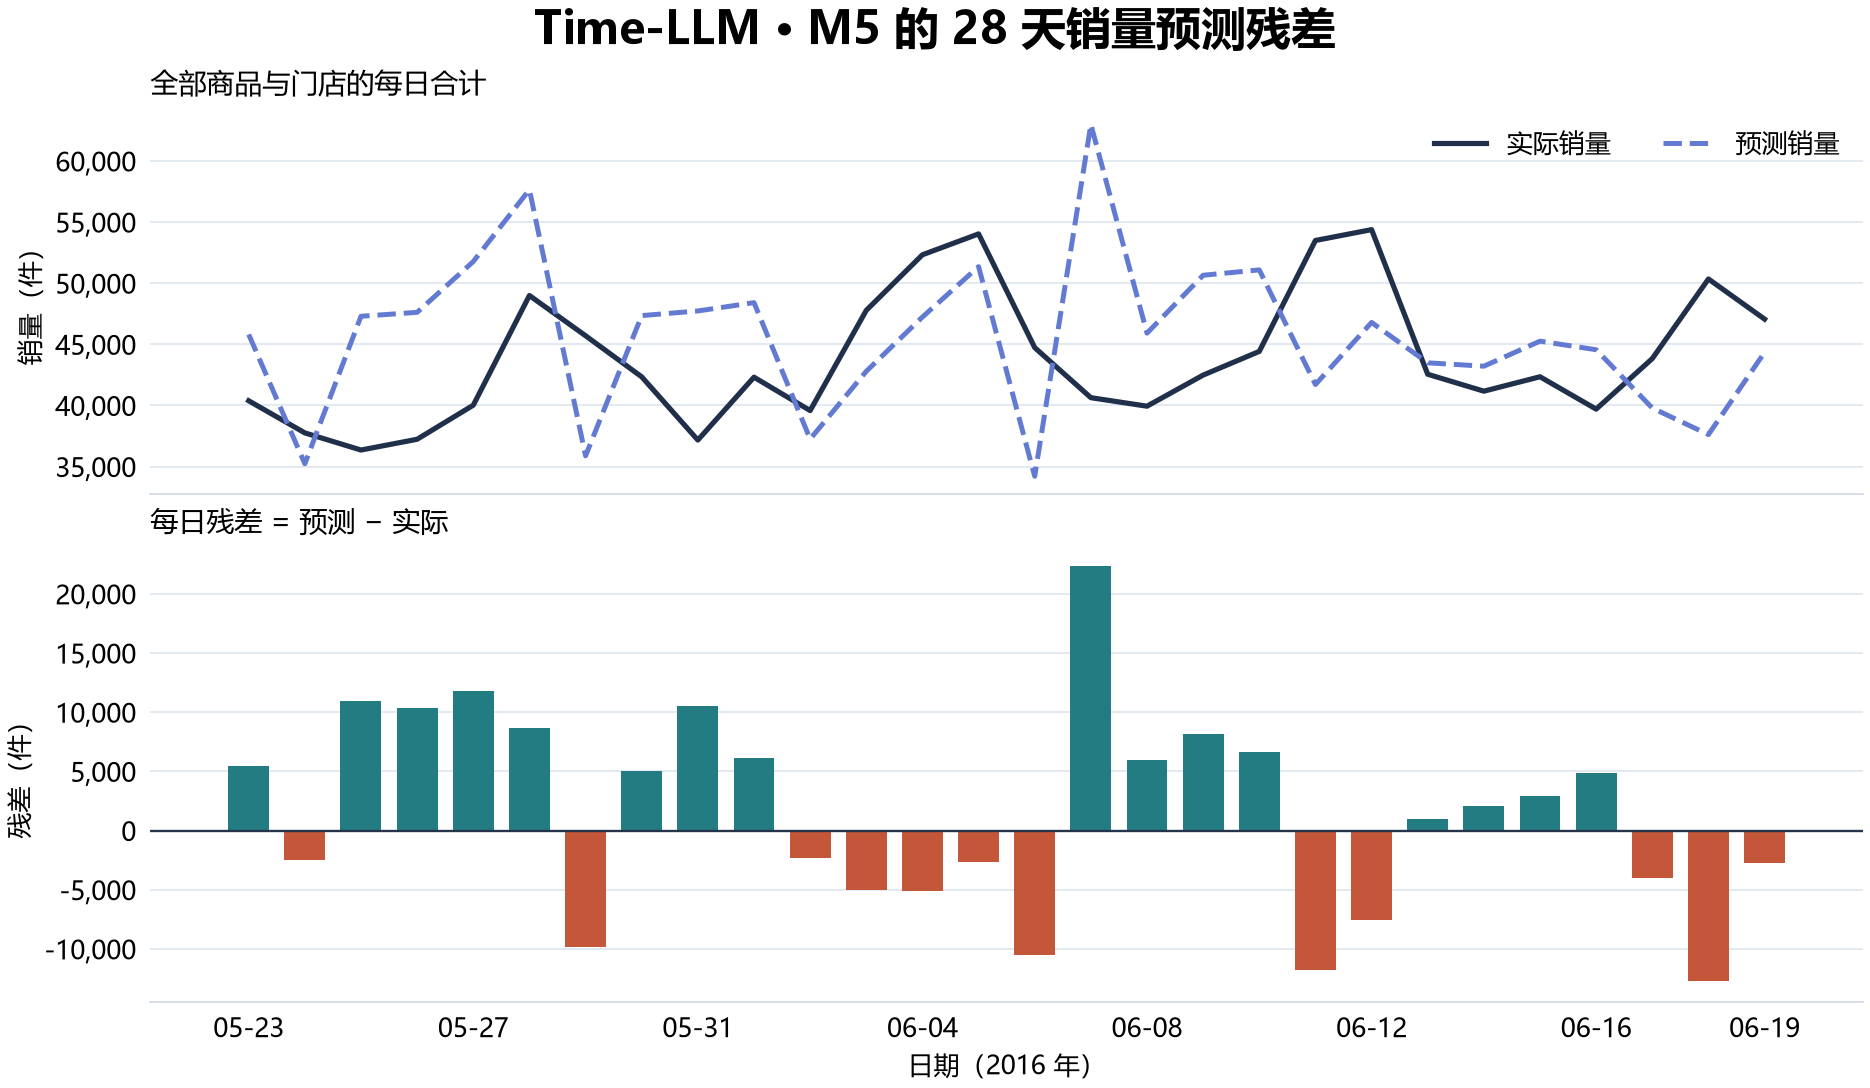 Time-LLM • M5 的 28 天销量预测残差
全部商品与门店的每日合计
实际销量
预测销量
销量（件）
60,000
55,000
50,000
45,000
40,000
35,000
每日残差 = 预测 − 实际
残差（件）
20,000
15,000
10,000
5,000
0
-5,000
-10,000
05-23 05-27 05-31 06-04 06-08 06-12 06-16 06-19
日期（2016 年）